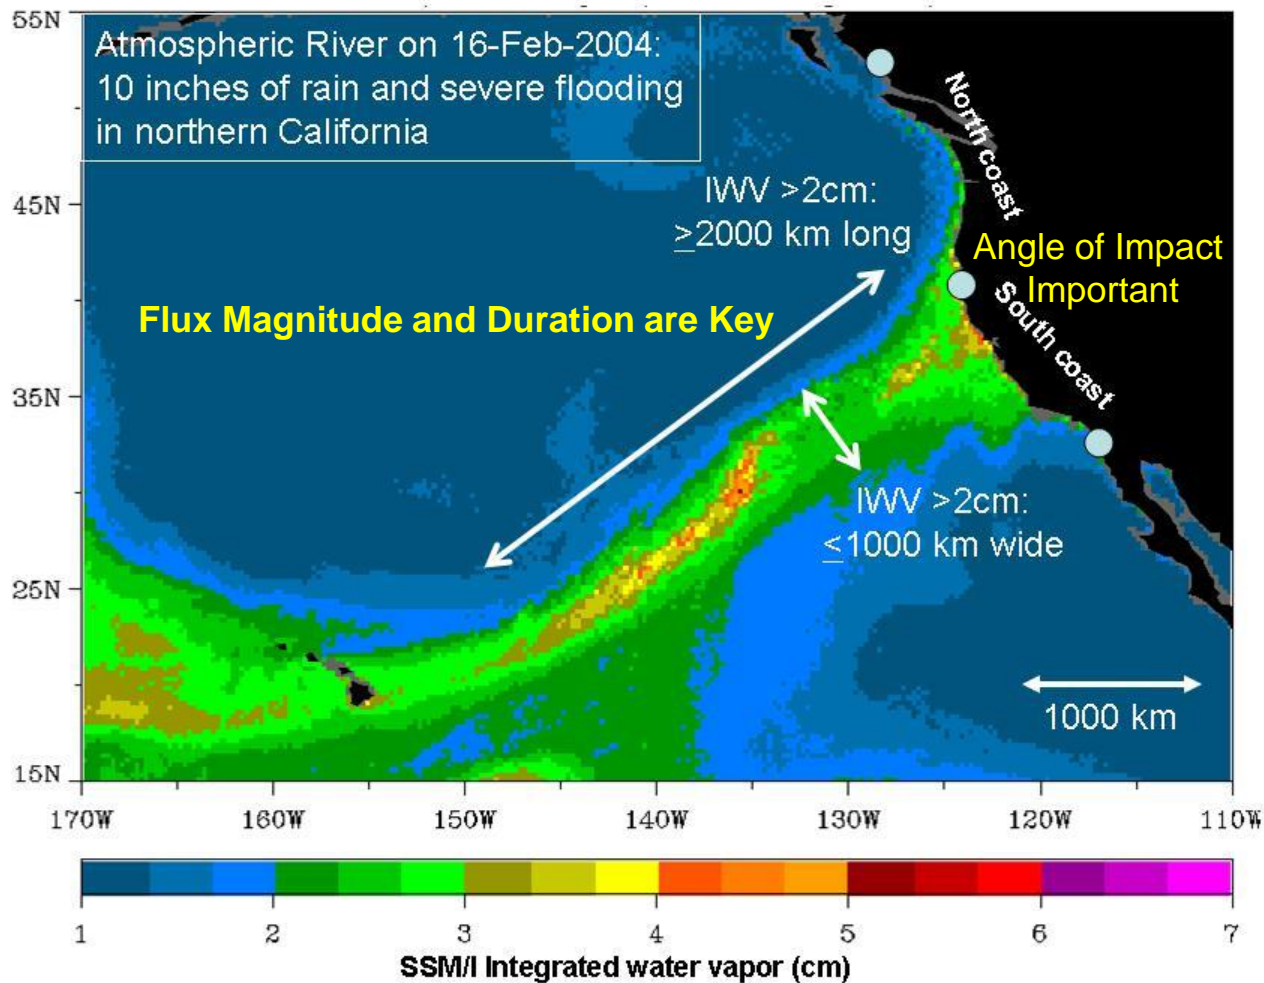 55N
Atmospheric River on 16-Feb-2004:
10 inches of rain and severe flooding
in northern California
North coast
45N
IWV >2cm:
≥2000 km long
Angle of Impact
Important
South coast
Flux Magnitude and Duration are Key
35N
IWV >2cm:
≤1000 km wide
25N
1000 km
15N
170W 160W 150W 140W 130W 120W 110W
1 2 3 4 5 6 7
SSM/I Integrated water vapor (cm)